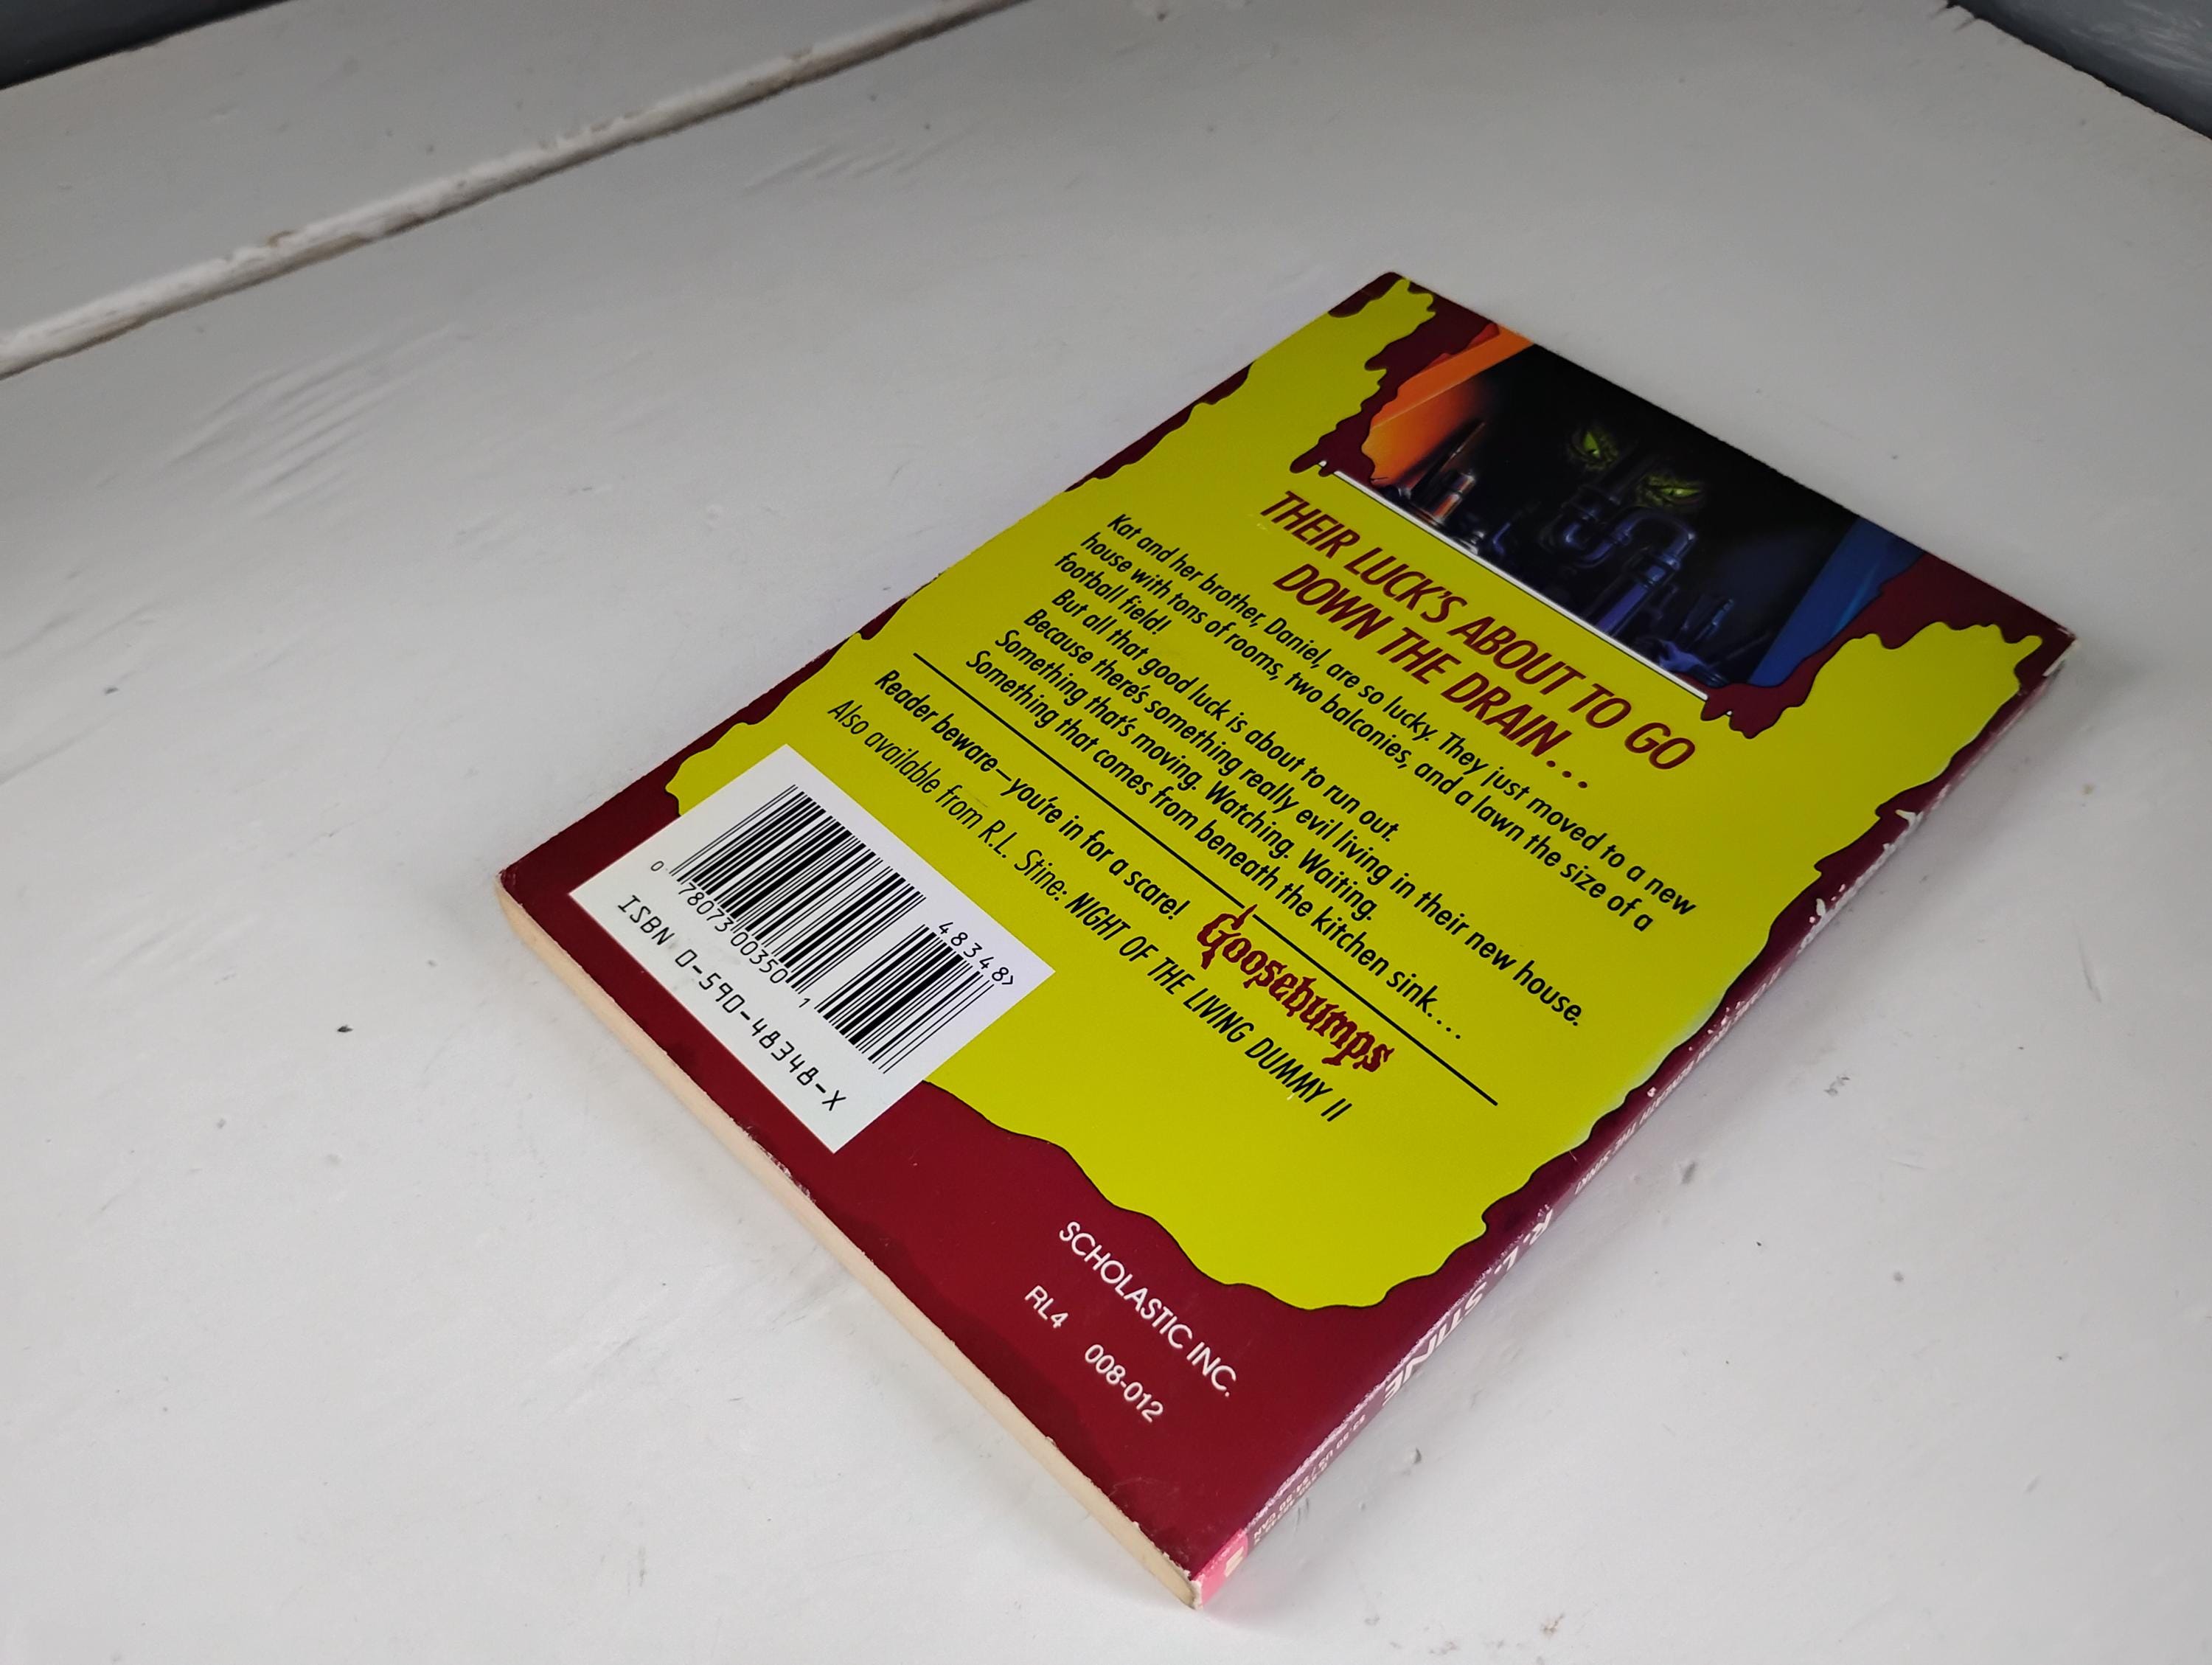 THEIR LUCK'S ABOUT TO GO
DOWN THE DRAIN...
Kat and her brother, Daniel, are so lucky. They just moved to a new
house with tons of rooms, two balconies, and a lawn the size of a
football field!
But all that good luck is about to run out.
Because there's something really evil living in their new house.
Something that's moving. Watching. Waiting.
Something that comes from beneath the kitchen sink....
Reader beware—you're in for a scare!
Goosebumps
Also available from R.L. Stine: NIGHT OF THE LIVING DUMMY II
0 78073 00350 1
48348>
ISBN 0-590-48348-X
SCHOLASTIC INC.
RL4 008-012
R. L. STINE